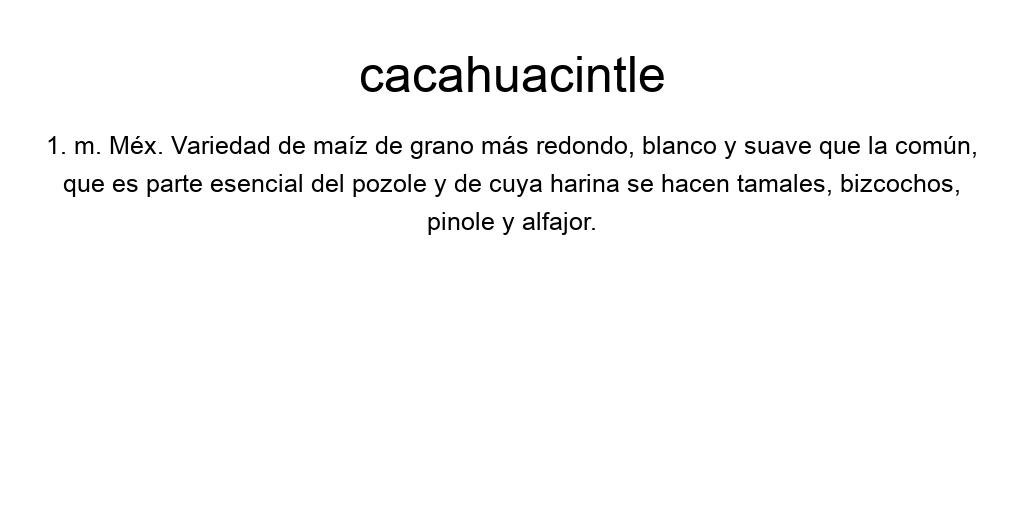 cacahuacintle
1. m. Méx. Variedad de maíz de grano más redondo, blanco y suave que la común,
que es parte esencial del pozole y de cuya harina se hacen tamales, bizcochos,
pinole y alfajor.